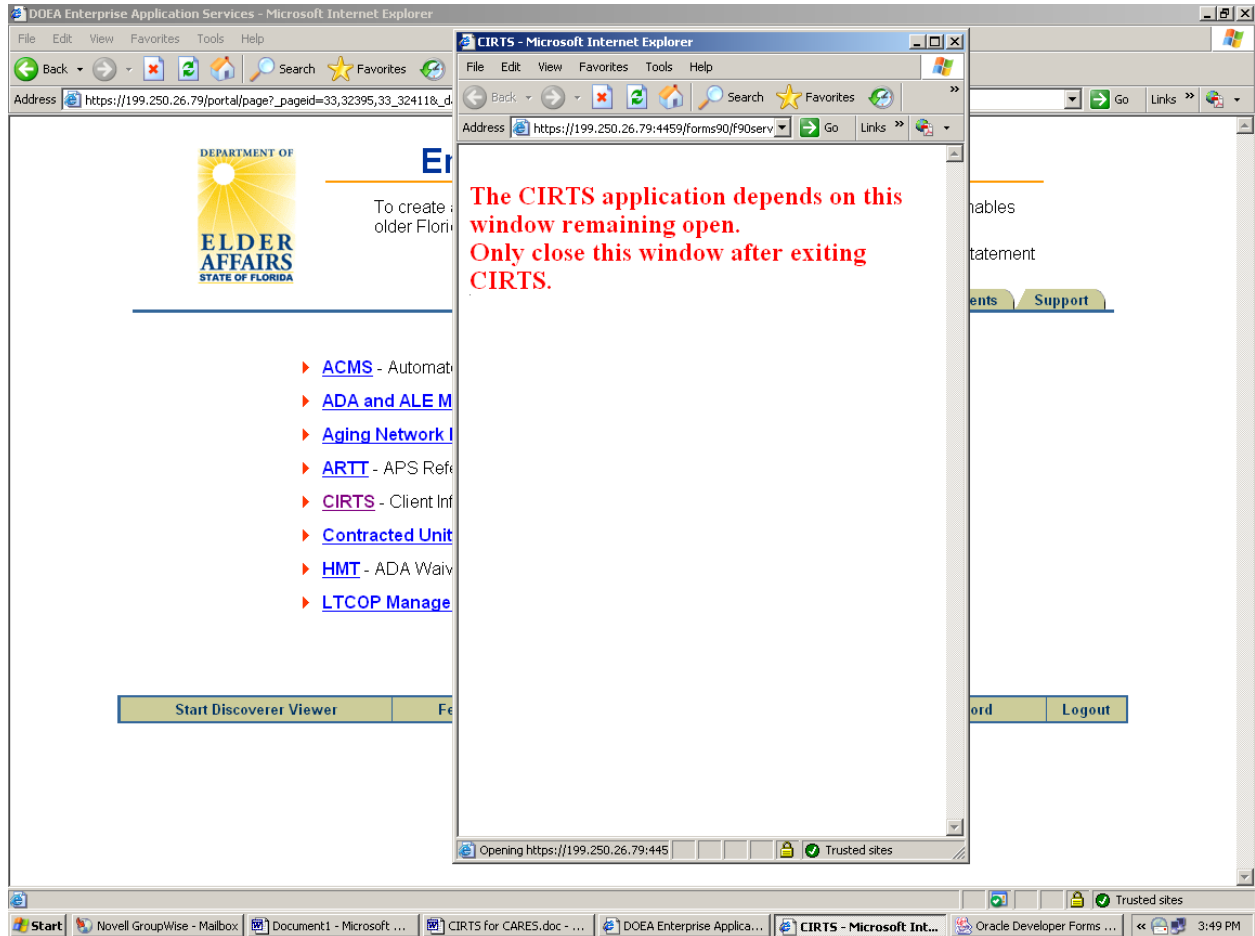 DOEA Enterprise Application Services - Microsoft Internet Explorer
File Edit View Favorites Tools Help
Back Search Favorites
Address https://199.250.26.79/portal/page?_pageid=33,32395,33_32411&_d
Go Links »
DEPARTMENT OF
ELDER
AFFAIRS
STATE OF FLORIDA
To create
older Flori
nables
tatement
ents Support
ACMS - Automat
ADA and ALE M
Aging Network
ARTT - APS Refe
CIRTS - Client Inf
Contracted Unit
HMT - ADA Waiv
LTCOP Manage
Start Discoverer Viewer Fe ord Logout
CIRTS - Microsoft Internet Explorer
File Edit View Favorites Tools Help
Back Search Favorites »
Address https://199.250.26.79:4459/forms90/f90serv Go Links »
The CIRTS application depends on this
window remaining open.
Only close this window after exiting
CIRTS.
Opening https://199.250.26.79:445 Trusted sites
Trusted sites
Start Novell GroupWise - Mailbox Document1 - Microsoft ... CIRTS for CARES.doc - ... DOEA Enterprise Applica... CIRTS - Microsoft Int... Oracle Developer Forms ... « 3:49 PM